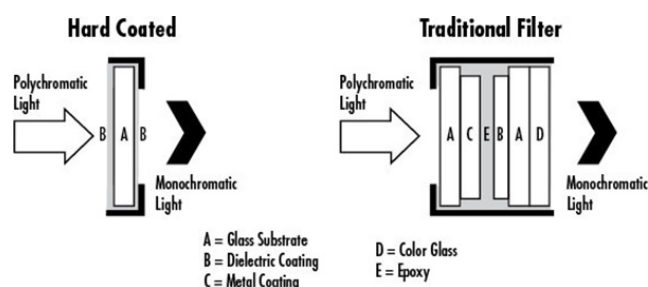 Hard Coated
Traditional Filter
Polychromatic
Light
B A B
Monochromatic
Light
Polychromatic
Light
A C E B A D
Monochromatic
Light
A = Glass Substrate
B = Dielectric Coating
C = Metal Coating
D = Color Glass
E = Epoxy